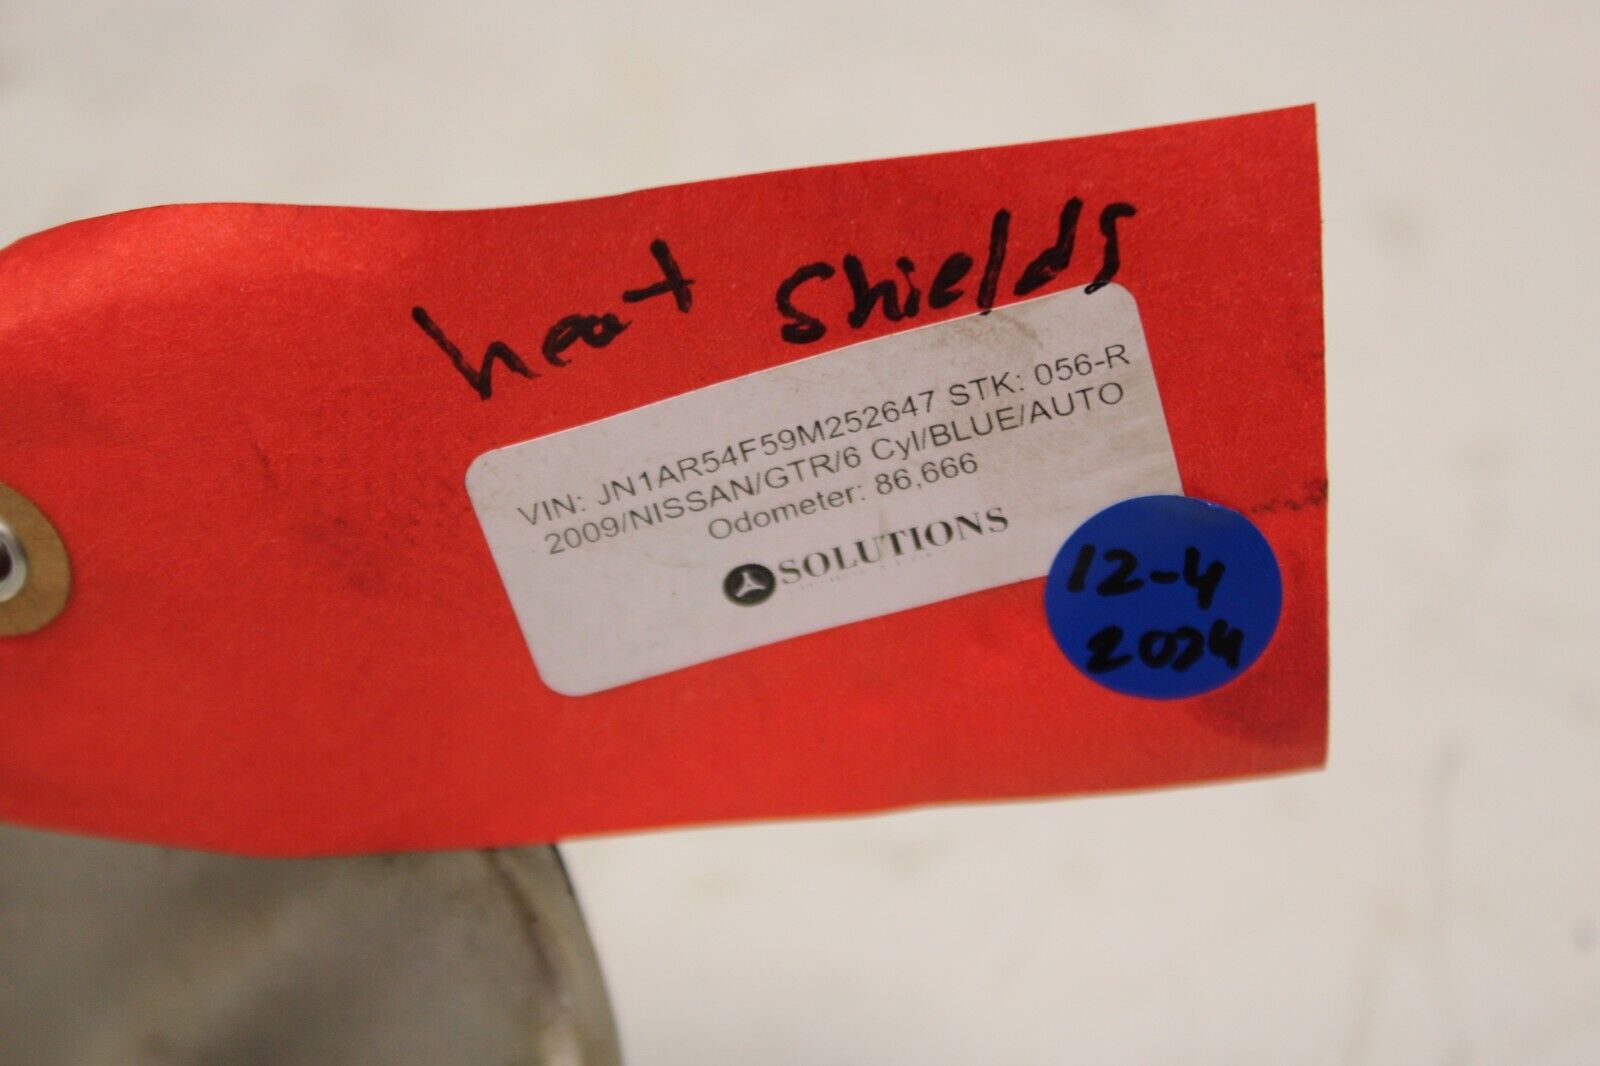 heat shields
VIN: JN1AR54F59M252647 STK: 056-R
2009/NISSAN/GTR/6 Cyl/BLUE/AUTO
Odometer: 86,666
SOLUTIONS
12-4
2024